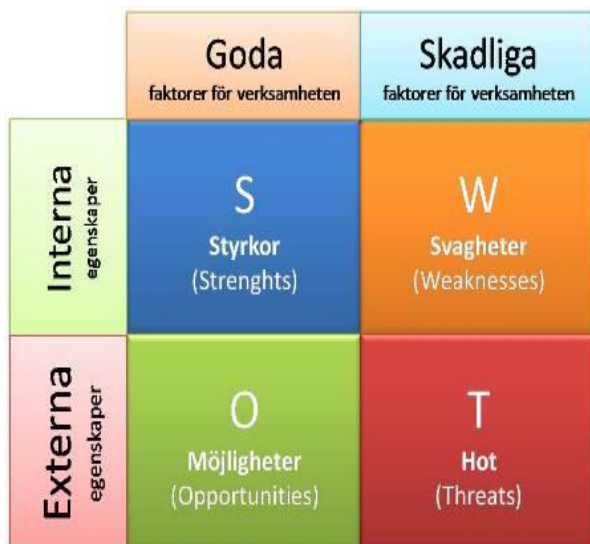 Goda
faktorer för verksamheten
Skadliga
faktorer för verksamheten
Interna
egenskaper
S
Styrkor
(Strenghts)
W
Svagheter
(Weaknesses)
Externa
egenskaper
O
Möjligheter
(Opportunities)
T
Hot
(Threats)